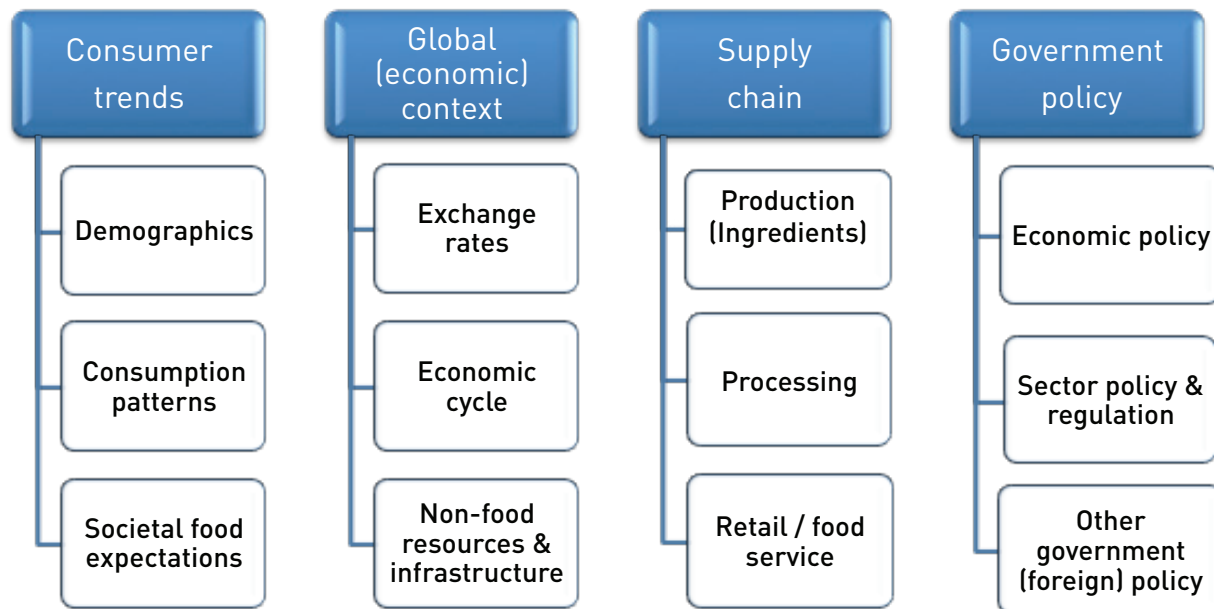 Consumer
trends
Demographics
Consumption
patterns
Societal food
expectations
Global
(economic)
context
Exchange
rates
Economic
cycle
Non-food
resources &
infrastructure
Supply
chain
Production
(Ingredients)
Processing
Retail / food
service
Government
policy
Economic policy
Sector policy &
regulation
Other
government
(foreign) policy